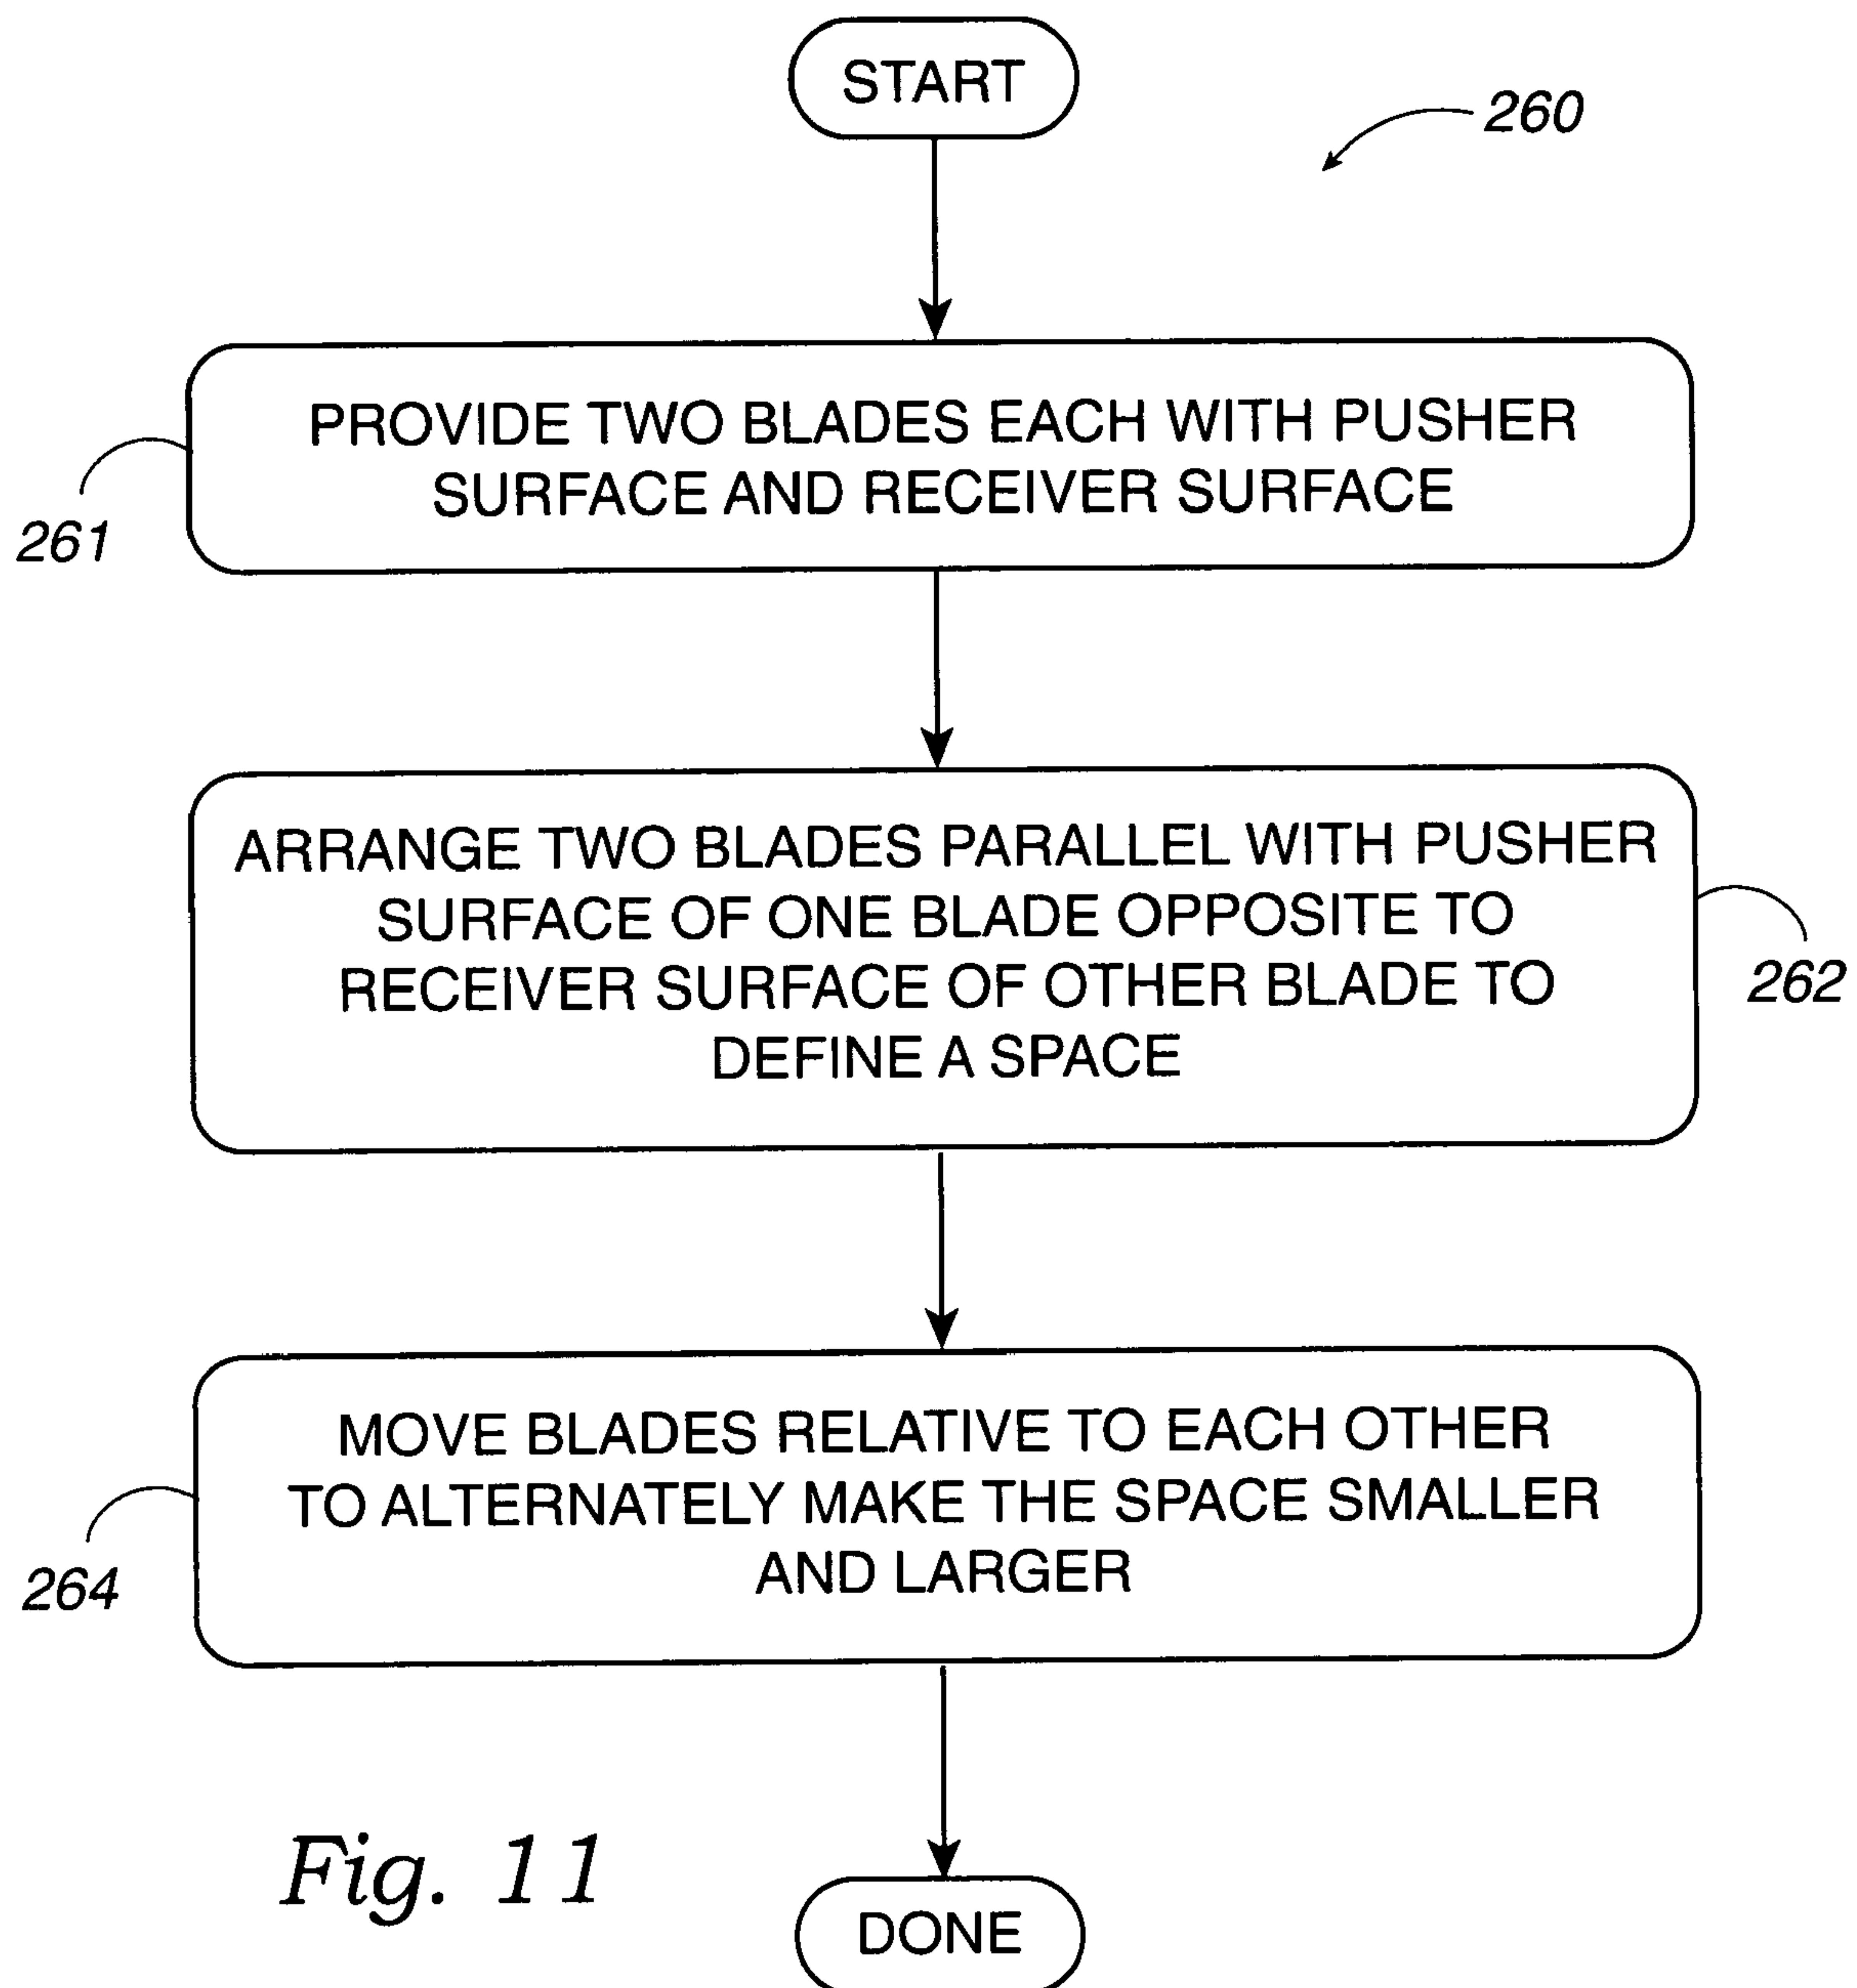 START
260
PROVIDE TWO BLADES EACH WITH PUSHER
SURFACE AND RECEIVER SURFACE
261
ARRANGE TWO BLADES PARALLEL WITH PUSHER
SURFACE OF ONE BLADE OPPOSITE TO
RECEIVER SURFACE OF OTHER BLADE TO
DEFINE A SPACE
262
MOVE BLADES RELATIVE TO EACH OTHER
TO ALTERNATELY MAKE THE SPACE SMALLER
AND LARGER
264
Fig. 11
DONE